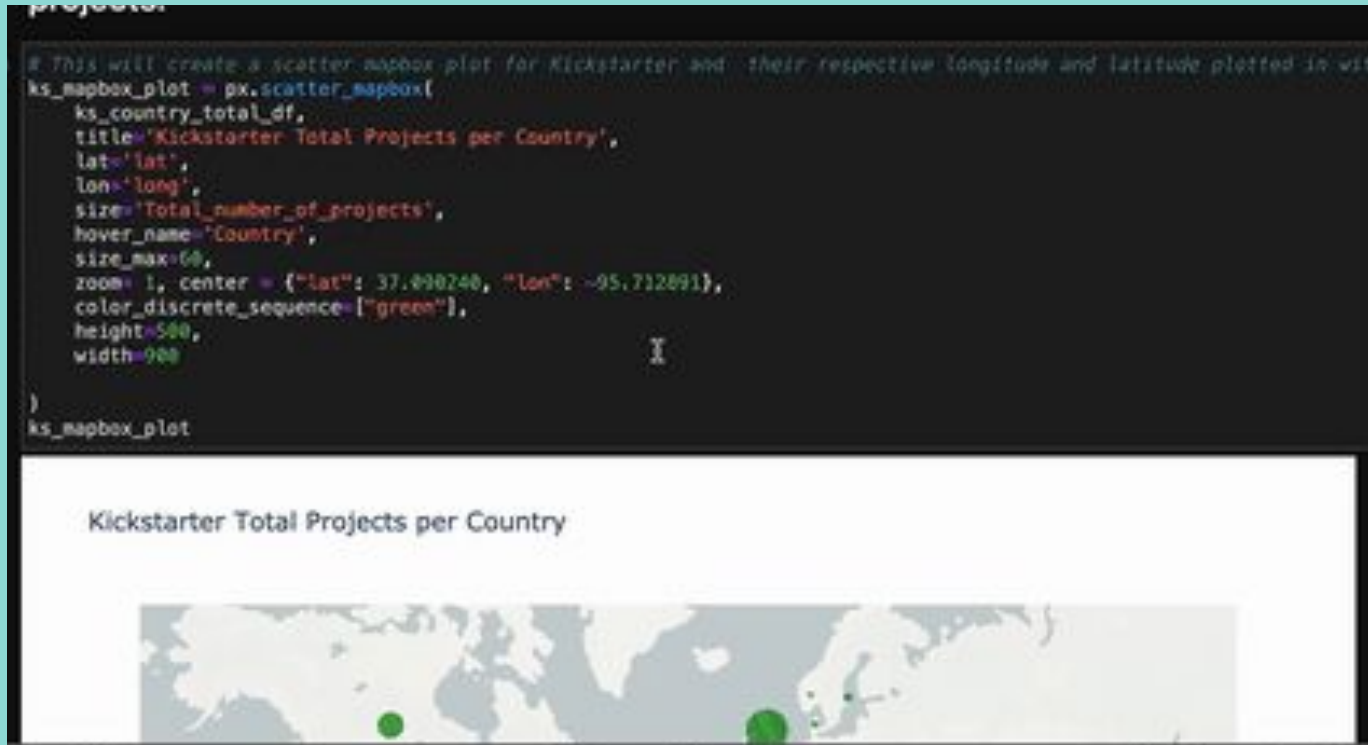 projects.
# This will create a scatter mapbox plot for Kickstarter and their respective longitude and latitude plotted in wit
ks_mapbox_plot = px.scatter_mapbox(
ks_country_total_df,
title='Kickstarter Total Projects per Country',
lat='lat',
lon='long',
size='Total_number_of_projects',
hover_name='Country',
size_max=60,
zoom= 1, center = {"lat": 37.090240, "lon": -95.712891},
color_discrete_sequence=["green"],
height=500,
width=900
)
ks_mapbox_plot
Kickstarter Total Projects per Country